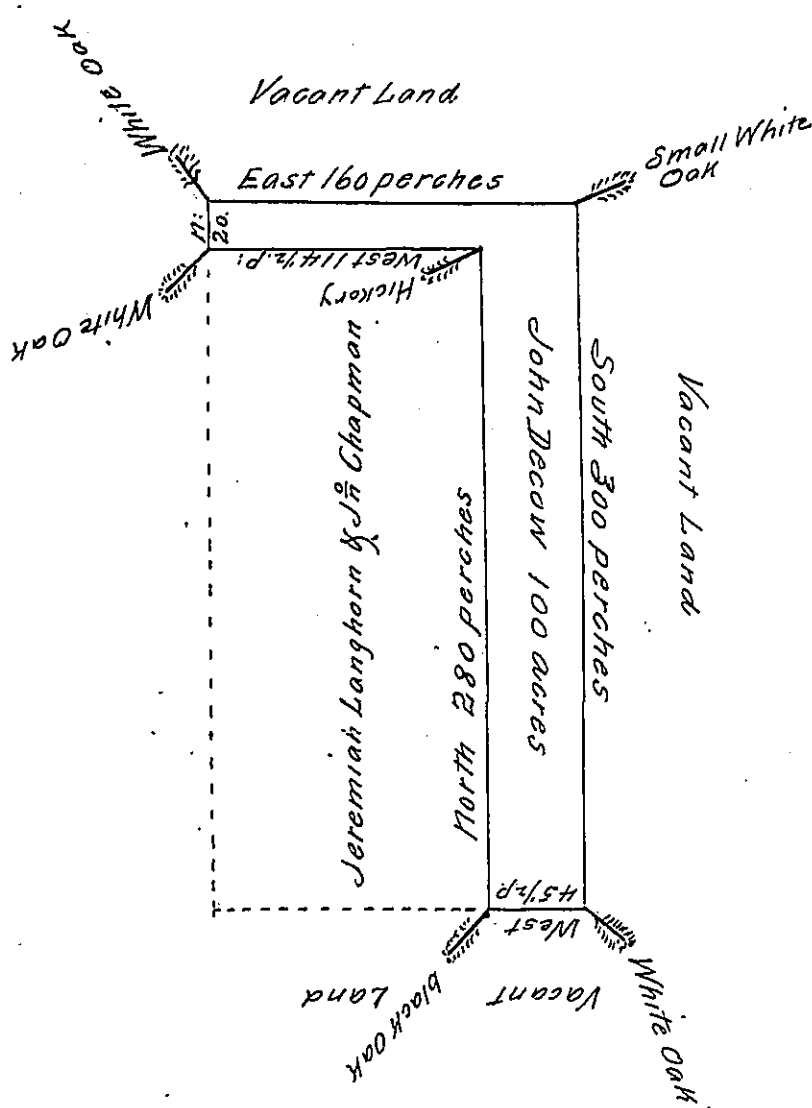 White Oak
Vacant Land
Small White
Oak
East 160 perches
n:
20.
West 114½ p:
Hickory
White Oak
Jeremiah Langhorn & Jn̊ Chapman
North 280 perches
John Decow 100 acres
South 300 perches
Vacant Land
West
45½ p
black Oak
White Oak
Vacant
Land